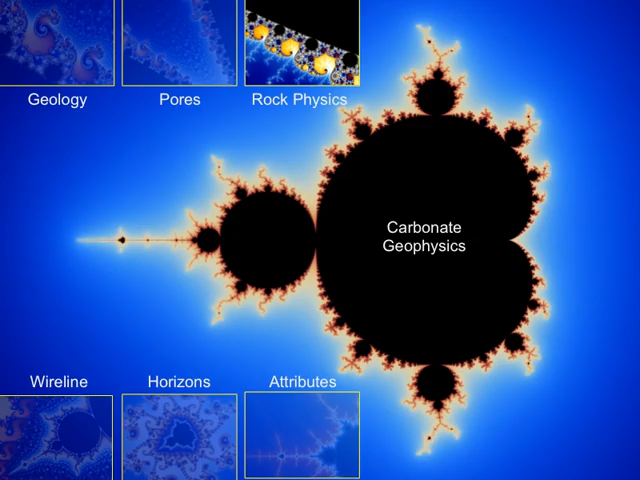 Geology
Pores
Rock Physics
Carbonate
Geophysics
Wireline
Horizons
Attributes